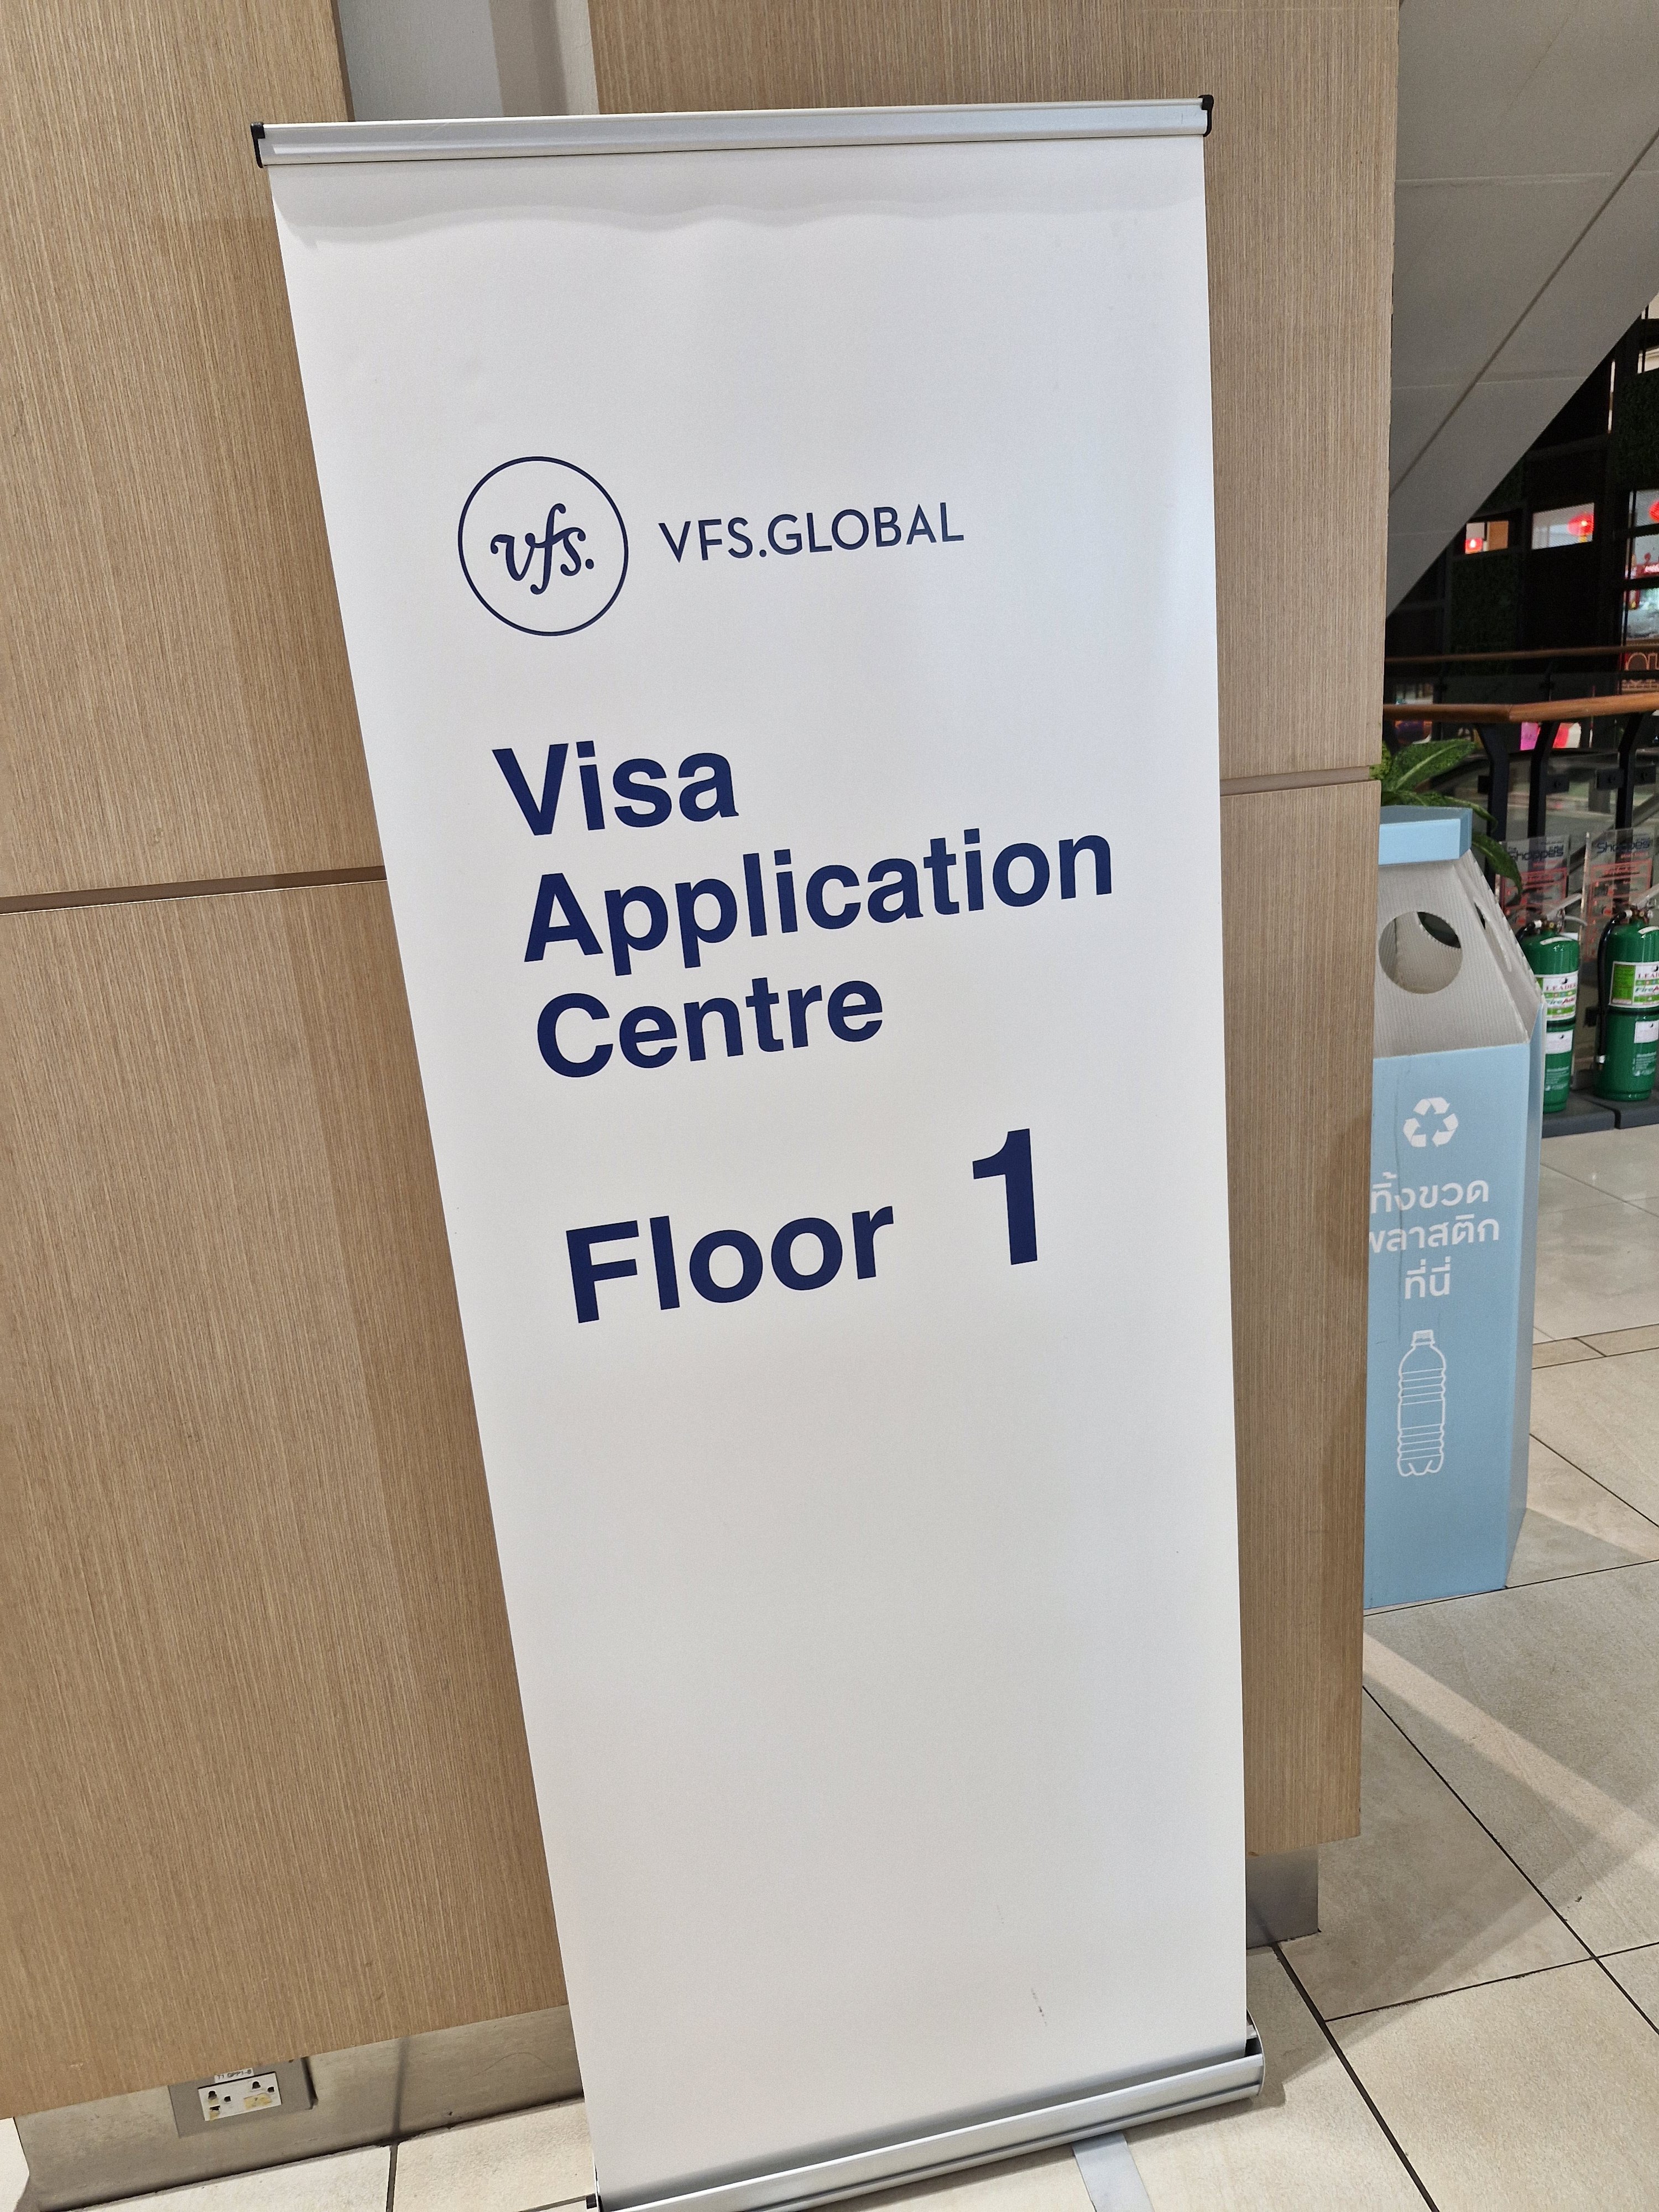 vfs.
VFS.GLOBAL
Visa
Application
Centre
Floor 1
ทิ้งขวด
พลาสติก
ที่นี่